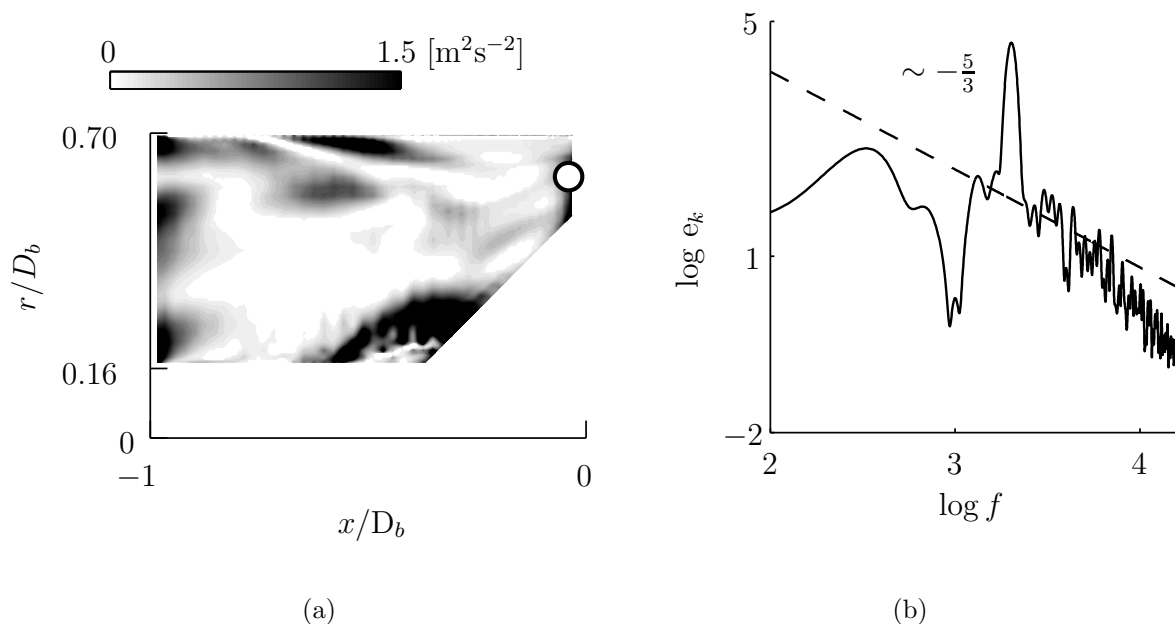 0 1.5 [m²s⁻²]
0.70
r/D_b
0.16
0
−1 0
x/D_b
(a)
5
∼ −5/3
log e_k
1
−2
2 3 4
log f
(b)